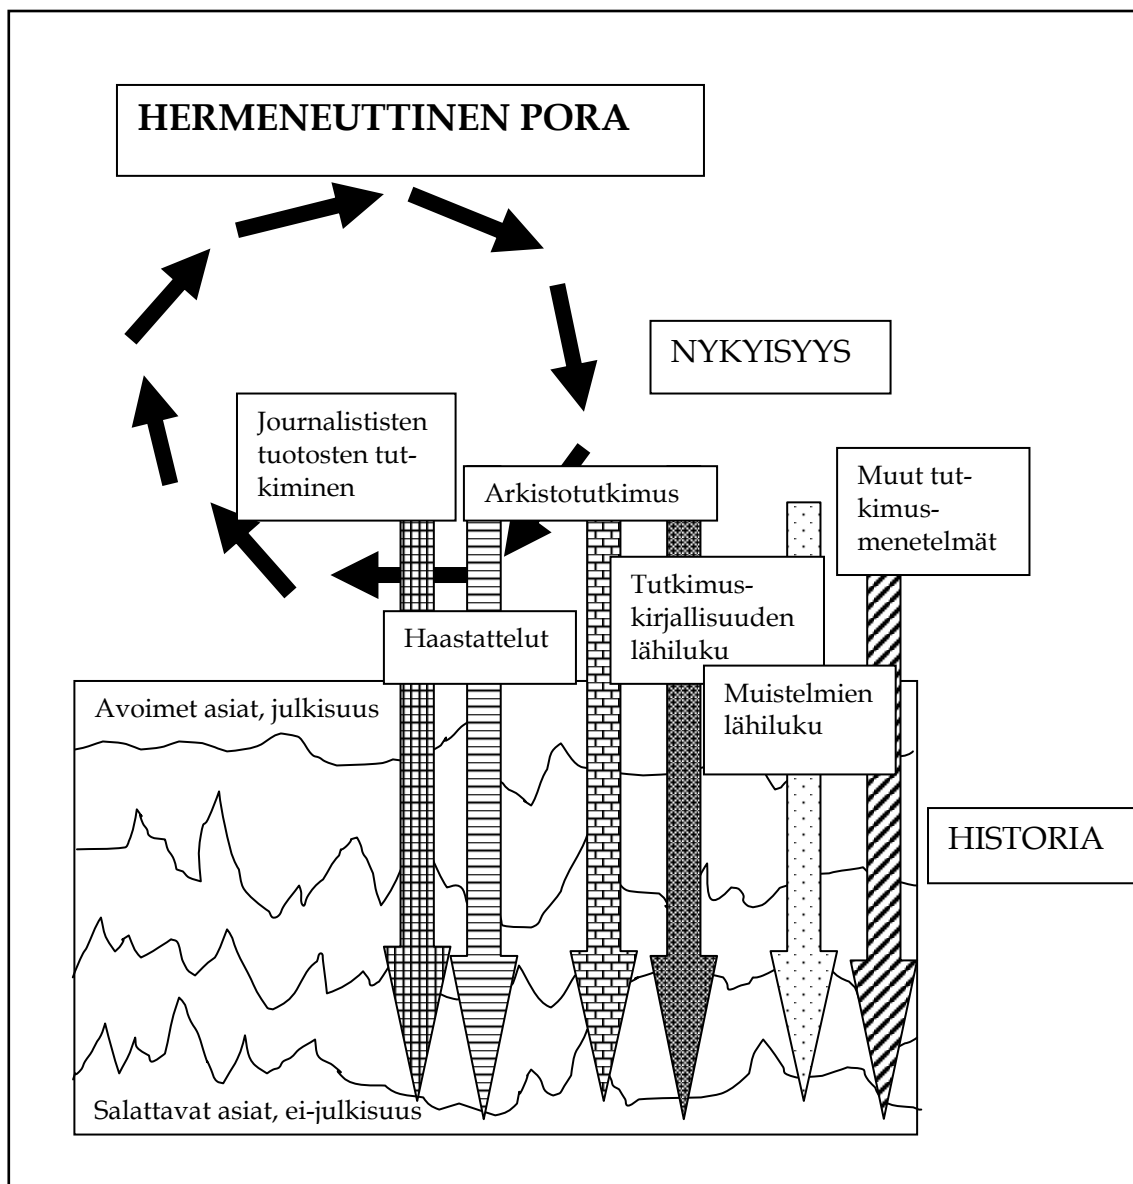 HERMENEUTTINEN PORA
NYKYISYYS
Journalististen
tuotosten tut-
kiminen
Arkistotutkimus
Muut tut-
kimus-
menetelmät
Tutkimus-
kirjallisuuden
lähiluku
Haastattelut
Muistelmien
lähiluku
Avoimet asiat, julkisuus
HISTORIA
Salattavat asiat, ei-julkisuus